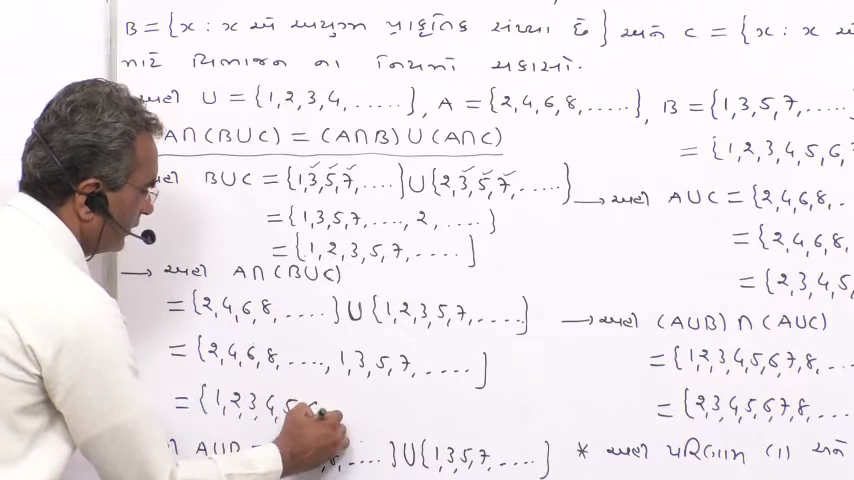 B = {x : x એ અયુગ્મ પ્રાકૃતિક સંખ્યા છે } અને C = {x : x અ
માટે વિભાજન ના નિયમો ચકાસો.
U = {1,2,3,4, ......}, A = {2,4,6,8, .....}, B = {1,3,5,7, .....
A∩(B∪C) = (A∩B)∪(A∩C)
= {1,2,3,4,5,6,
B∪C = {1,3,5,7, ....}∪{2,3,5,7, .....}
→ અહી A∪C = {2,4,6,8, .
= {1,3,5,7, ...., 2, ....}
= {2,4,6,8,
= {1,2,3,5,7, ....}
= {2,3,4,5,
→ અહી A∩(B∪C)
= {2,4,6,8, ....}∪{1,2,3,5,7, .....}
→ અહી (A∪B)∩(A∪C)
= {2,4,6,8, ...., 1,3,5,7, ....}
= {1,2,3,4,5,6,7,8, ...
= {1,2,3,4,5,6
= {2,3,4,5,6,7,8, ...
A∪B = ....}∪{1,3,5,7, ....}
* અહી પરિણામ (1) અને